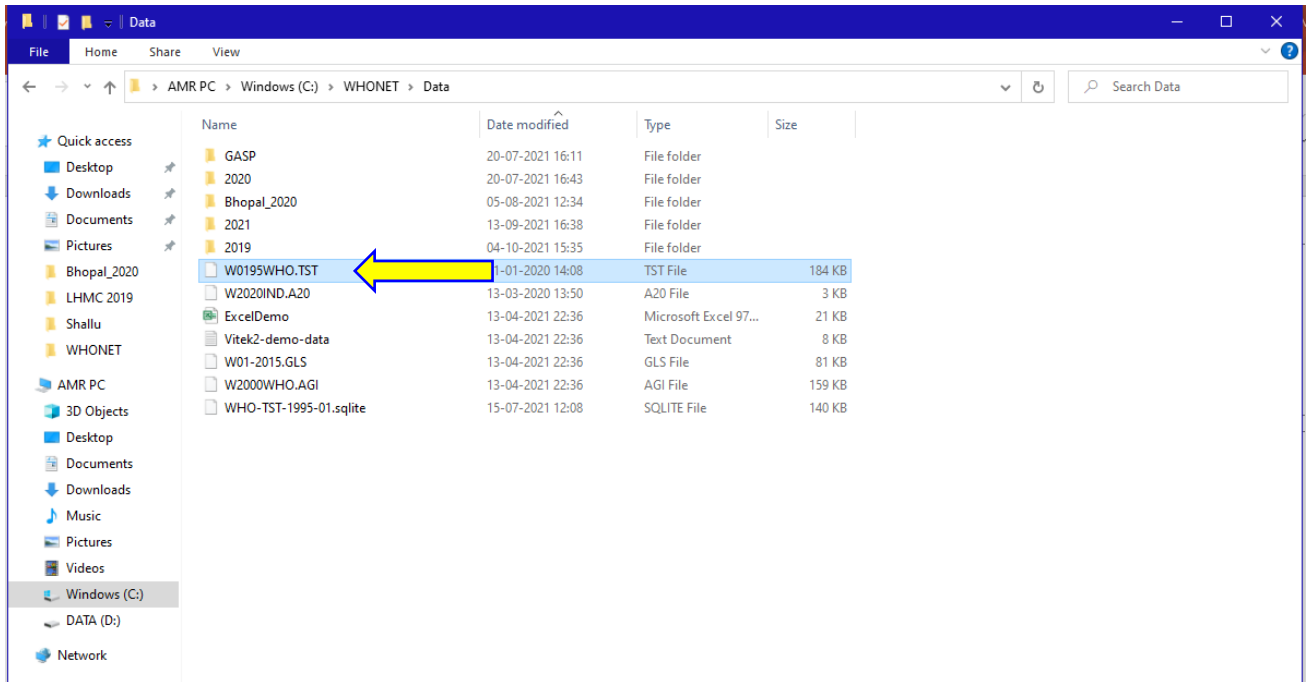 Data
File Home Share View
AMR PC > Windows (C:) > WHONET > Data
Search Data
Name Date modified Type Size
GASP 20-07-2021 16:11 File folder
2020 20-07-2021 16:43 File folder
Bhopal_2020 05-08-2021 12:34 File folder
2021 13-09-2021 16:38 File folder
2019 04-10-2021 15:35 File folder
W0195WHO.TST 1-01-2020 14:08 TST File 184 KB
W2020IND.A20 13-03-2020 13:50 A20 File 3 KB
ExcelDemo 13-04-2021 22:36 Microsoft Excel 97... 21 KB
Vitek2-demo-data 13-04-2021 22:36 Text Document 8 KB
W01-2015.GLS 13-04-2021 22:36 GLS File 81 KB
W2000WHO.AGI 13-04-2021 22:36 AGI File 159 KB
WHO-TST-1995-01.sqlite 15-07-2021 12:08 SQLITE File 140 KB
Quick access
Desktop
Downloads
Documents
Pictures
Bhopal_2020
LHMC 2019
Shallu
WHONET
AMR PC
3D Objects
Desktop
Documents
Downloads
Music
Pictures
Videos
Windows (C:)
DATA (D:)
Network